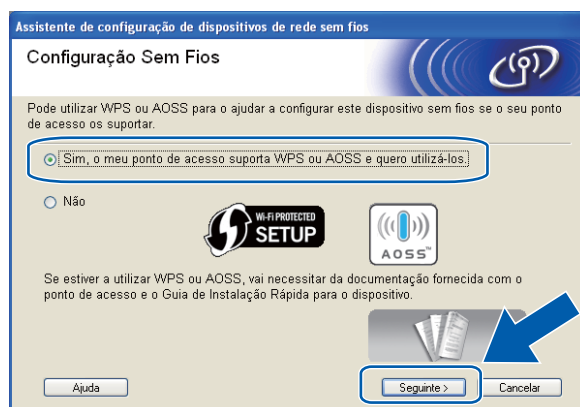 Assistente de configuração de dispositivos de rede sem fios
Configuração Sem Fios
Pode utilizar WPS ou AOSS para o ajudar a configurar este dispositivo sem fios se o seu ponto
de acesso os suportar.
Sim, o meu ponto de acesso suporta WPS ou AOSS e quero utilizá-los.
Não
WI-FI PROTECTED
SETUP
AOSS™
Se estiver a utilizar WPS ou AOSS, vai necessitar da documentação fornecida com o
ponto de acesso e o Guia de Instalação Rápida para o dispositivo.
Ajuda
Seguinte >
Cancelar